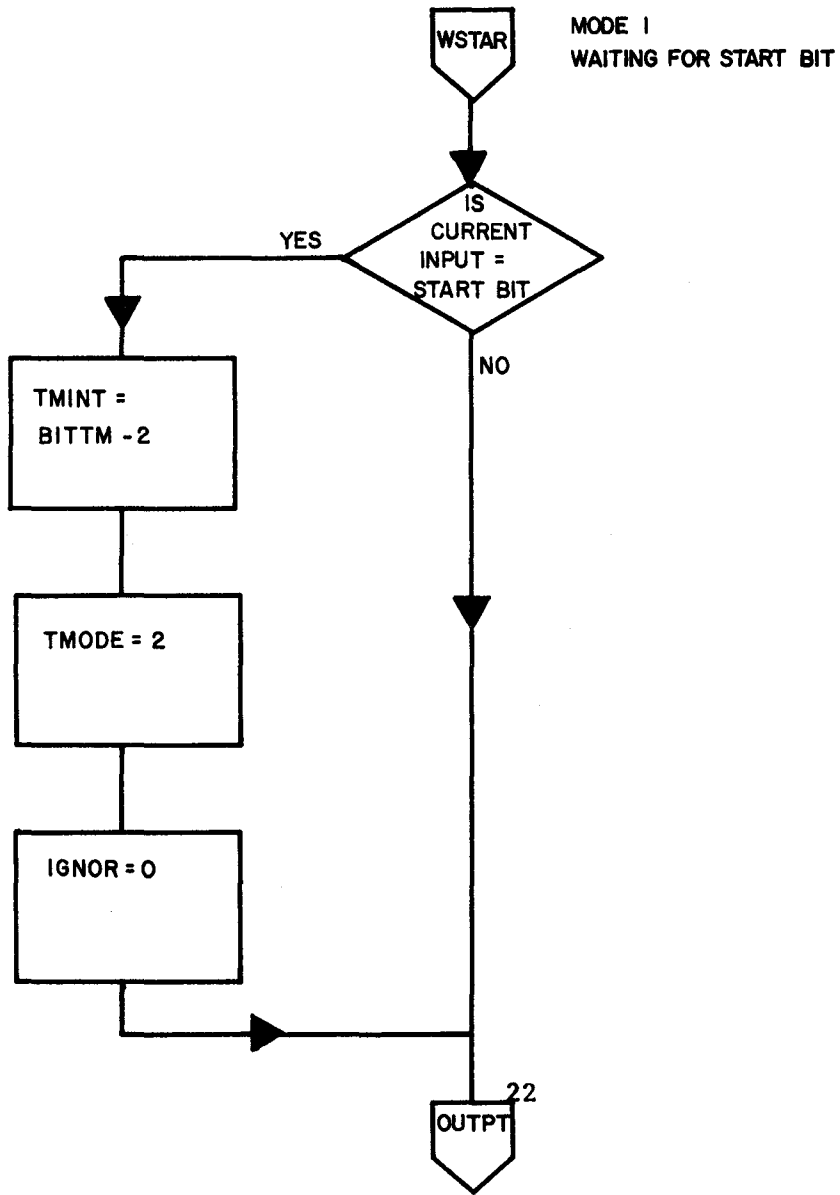 WSTAR
MODE 1
WAITING FOR START BIT
IS
CURRENT
INPUT =
START BIT
YES
NO
TMINT =
BITTM - 2
TMODE = 2
IGNOR = 0
22
OUTPT